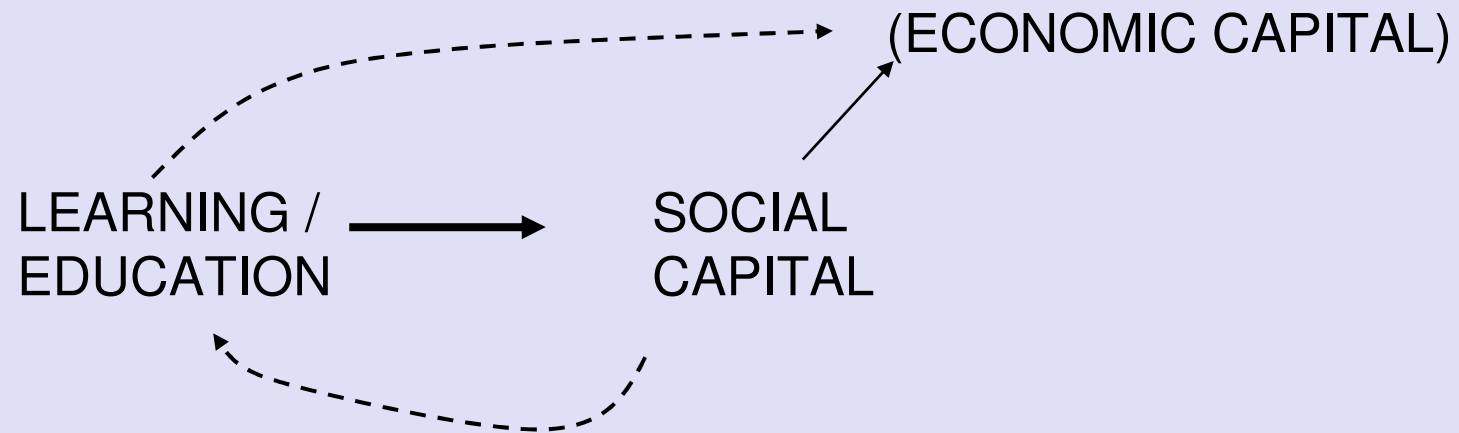 (ECONOMIC CAPITAL)
LEARNING /
EDUCATION
SOCIAL
CAPITAL